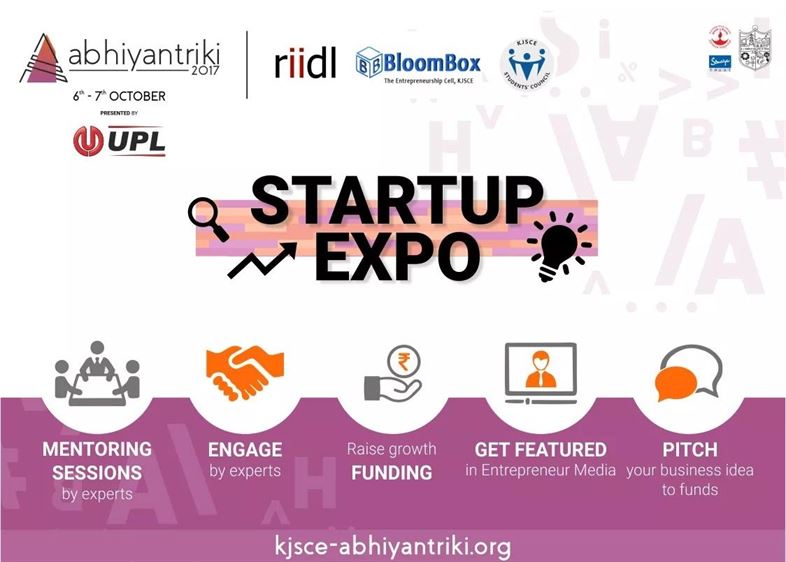 abhiyantriki
2017
6th - 7th OCTOBER
PRESENTED BY
UPL
riidl
BloomBox
The Entrepreneurship Cell, KJSCE
KJSCE
STUDENTS' COUNCIL
Somaiya
TRUST
STARTUP
EXPO
₹
MENTORING
SESSIONS
by experts
ENGAGE
by experts
Raise growth
FUNDING
GET FEATURED
in Entrepreneur Media
PITCH
your business idea
to funds
kjsce-abhiyantriki.org